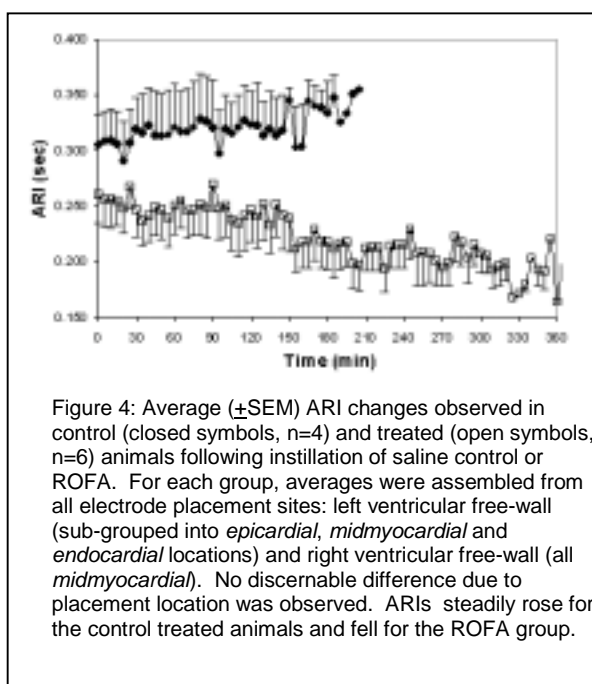 0.400
0.350
0.300
0.250
0.200
0.150
ARI (sec)
0 30 60 90 120 150 180 210 240 270 300 330 360
Time (min)
Figure 4: Average (+SEM) ARI changes observed in
control (closed symbols, n=4) and treated (open symbols,
n=6) animals following instillation of saline control or
ROFA. For each group, averages were assembled from
all electrode placement sites: left ventricular free-wall
(sub-grouped into epicardial, midmyocardial and
endocardial locations) and right ventricular free-wall (all
midmyocardial). No discernable difference due to
placement location was observed. ARIs steadily rose for
the control treated animals and fell for the ROFA group.